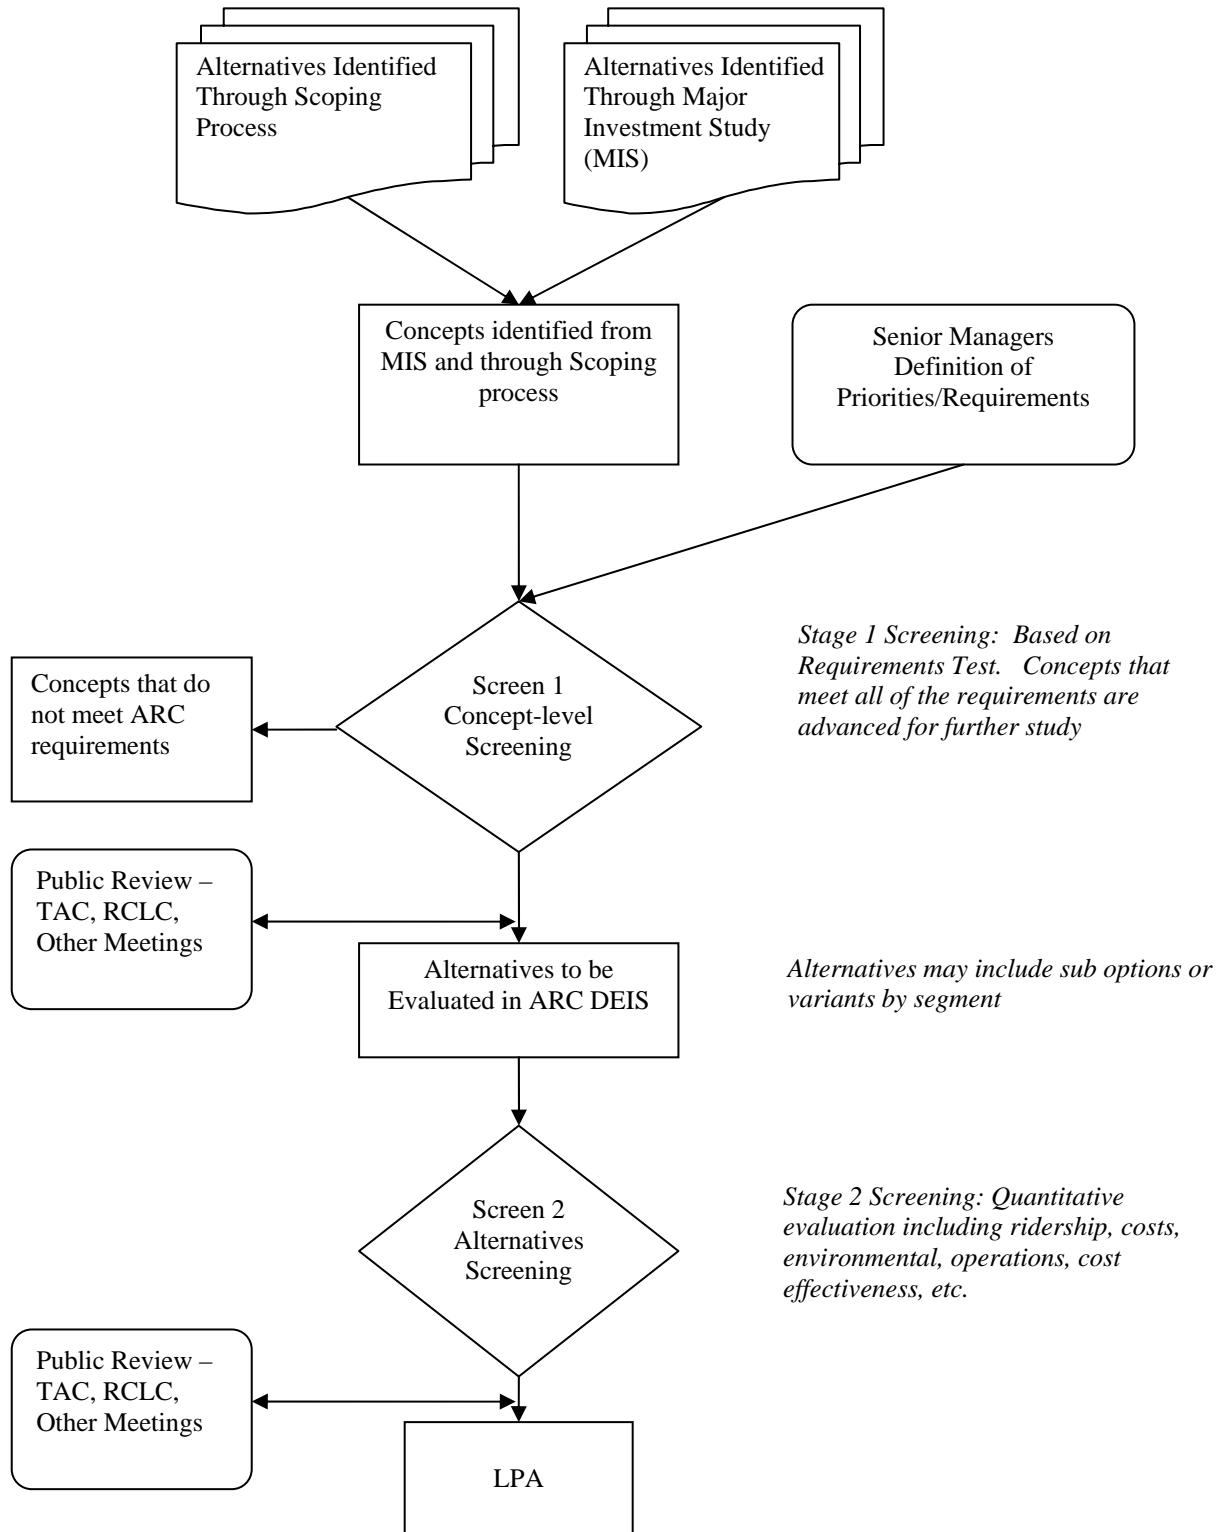 Alternatives Identified
Through Scoping
Process
Alternatives Identified
Through Major
Investment Study
(MIS)
Concepts identified from
MIS and through Scoping
process
Senior Managers
Definition of
Priorities/Requirements
Screen 1
Concept-level
Screening
Stage 1 Screening:  Based on
Requirements Test.   Concepts that
meet all of the requirements are
advanced for further study
Concepts that do
not meet ARC
requirements
Public Review –
TAC, RCLC,
Other Meetings
Alternatives to be
Evaluated in ARC DEIS
Alternatives may include sub options or
variants by segment
Screen 2
Alternatives
Screening
Stage 2 Screening: Quantitative
evaluation including ridership, costs,
environmental, operations, cost
effectiveness, etc.
Public Review –
TAC, RCLC,
Other Meetings
LPA